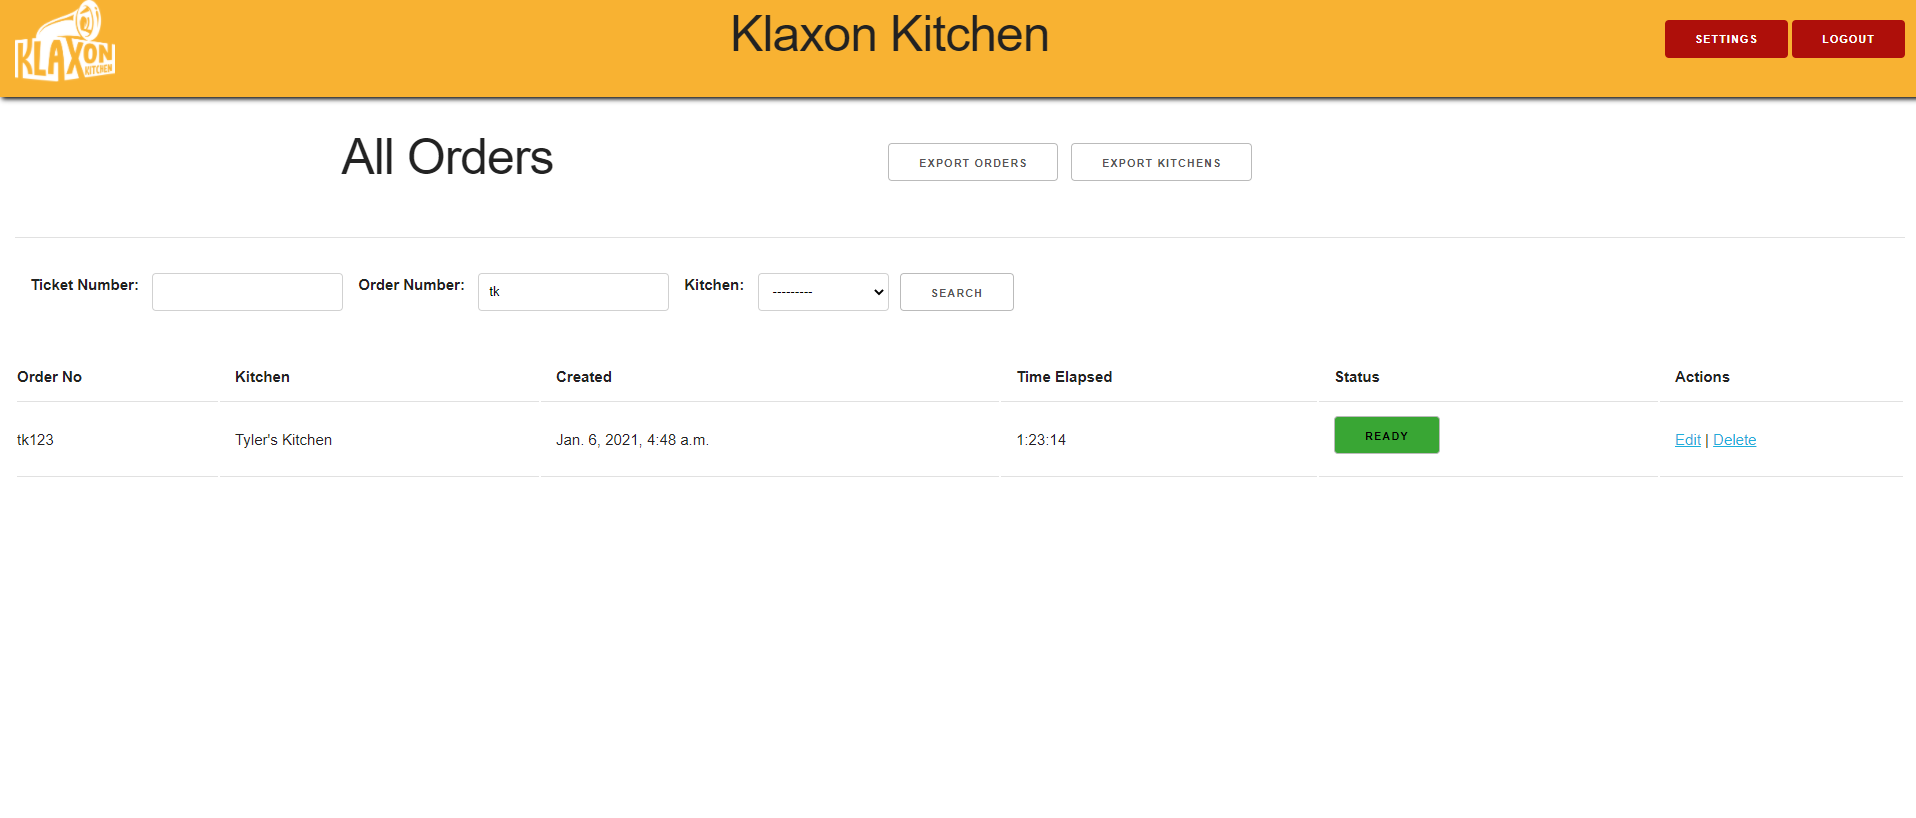 KLAXON
KITCHEN
Klaxon Kitchen
SETTINGS
LOGOUT
All Orders
EXPORT ORDERS
EXPORT KITCHENS
Ticket Number:
Order Number: tk
Kitchen: ---------
SEARCH
Order No Kitchen Created Time Elapsed Status Actions
tk123 Tyler's Kitchen Jan. 6, 2021, 4:48 a.m. 1:23:14 READY Edit | Delete